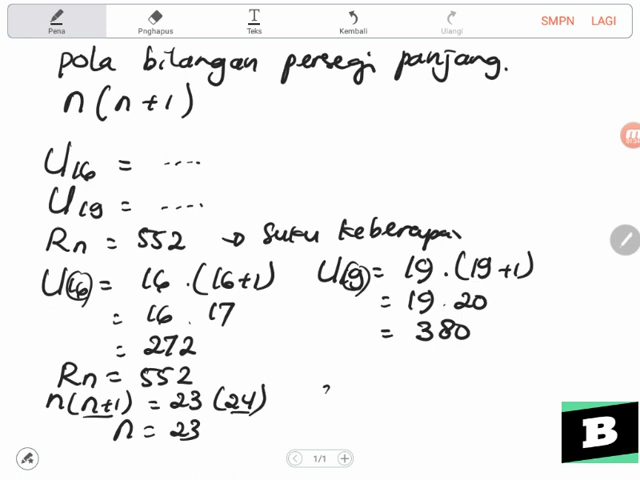 Pena Pnghapus Teks Kembali Ulangi SMPN LAGI
pola bilangan persegi panjang.
n(n+1)
U16 = ....
U19 = ....
Rn = 552 → suku keberapa
U16 = 16 . (16+1)
= 16 . 17
= 272
U19 = 19 . (19+1)
= 19 . 20
= 380
Rn = 552
n(n+1) = 23 (24)
n = 23
1/1
B